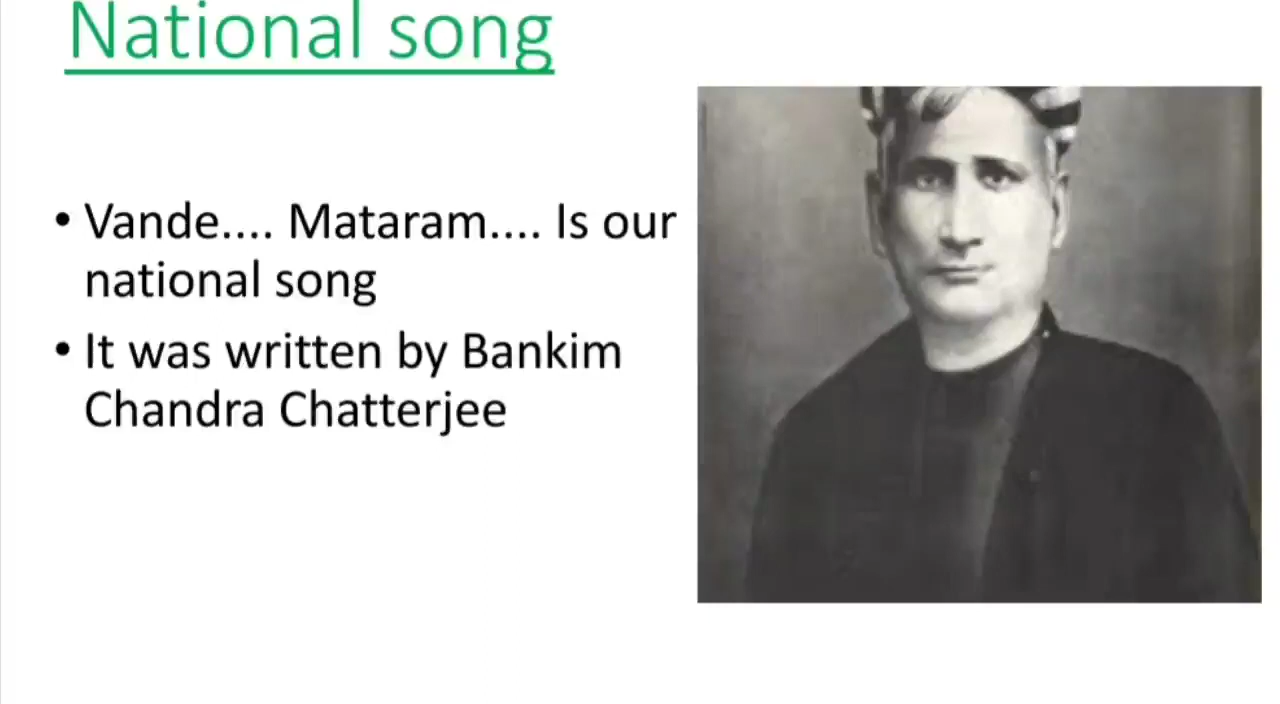 National song
• Vande.... Mataram.... Is our
national song
• It was written by Bankim
Chandra Chatterjee